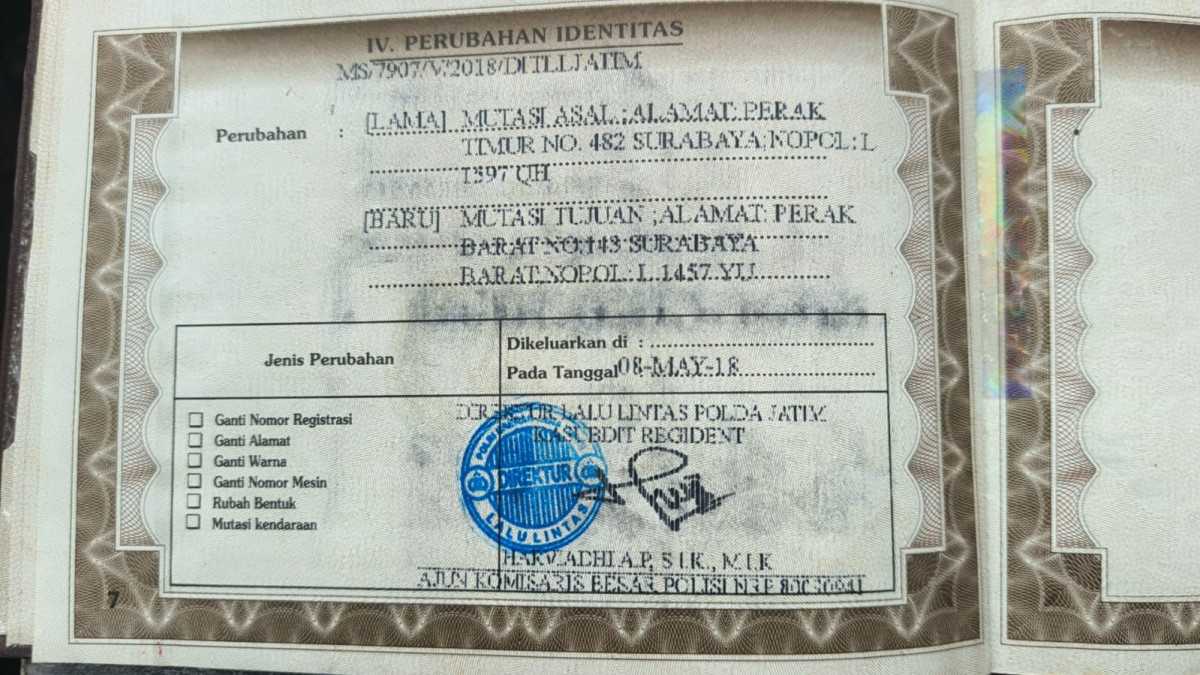 IV. PERUBAHAN IDENTITAS
MS/7907/V/2018/DITLLJATIM
Perubahan : [LAMA] MUTASI ASAL ;ALAMAT: PERAK
TIMUR NO. 482 SURABAYA;NOPOL: L
1397 QH
[BARU] MUTASI TUJUAN ;ALAMAT: PERAK
BARAT NO.143 SURABAYA
BARAT,NOPOL: L 1457 YU
Jenis Perubahan
Dikeluarkan di :
Pada Tanggal 08-MAY-18
Ganti Nomor Registrasi
Ganti Alamat
Ganti Warna
Ganti Nomor Mesin
Rubah Bentuk
Mutasi kendaraan
DIREKTUR LALU LINTAS POLDA JATIM
KASUBDIT REGIDENT
DIREKTUR
LALU LINTAS
ADHI A.P, S.I.K., M.I.K
AJUN KOMISARIS BESAR POLISI NRP
7